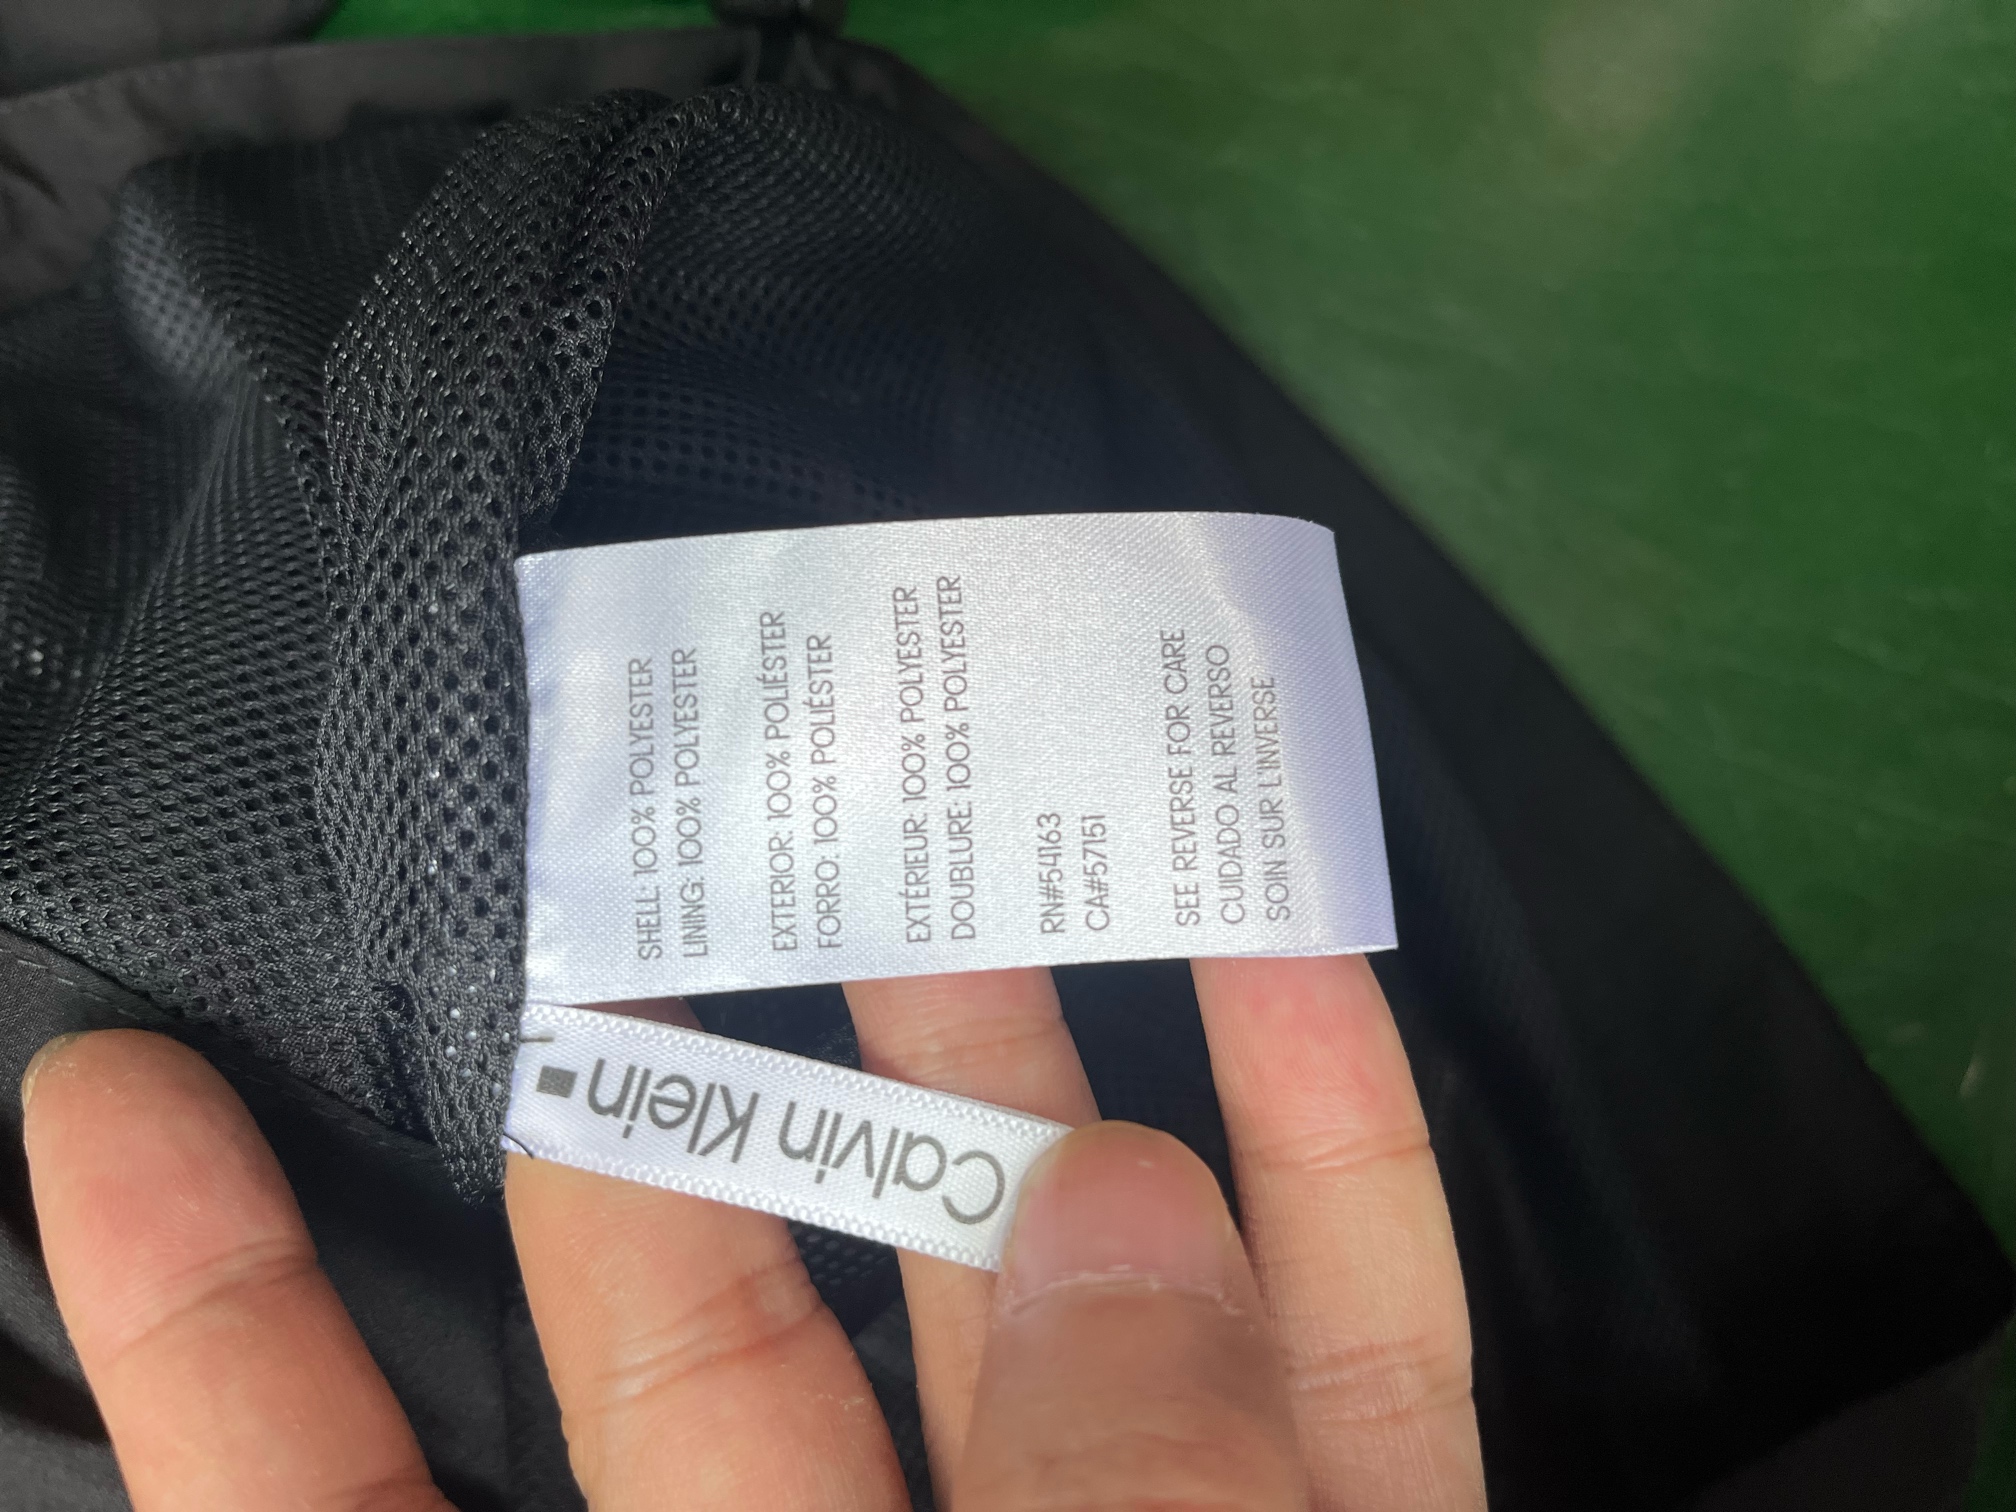 SHELL: 100% POLYESTER
LINING: 100% POLYESTER
EXTERIOR: 100% POLIÉSTER
FORRO: 100% POLIÉSTER
EXTÉRIEUR: 100% POLYESTER
DOUBLURE: 100% POLYESTER
RN#54163
CA#57151
SEE REVERSE FOR CARE
CUIDADO AL REVERSO
SOIN SUR L'INVERSE
Calvin Klein